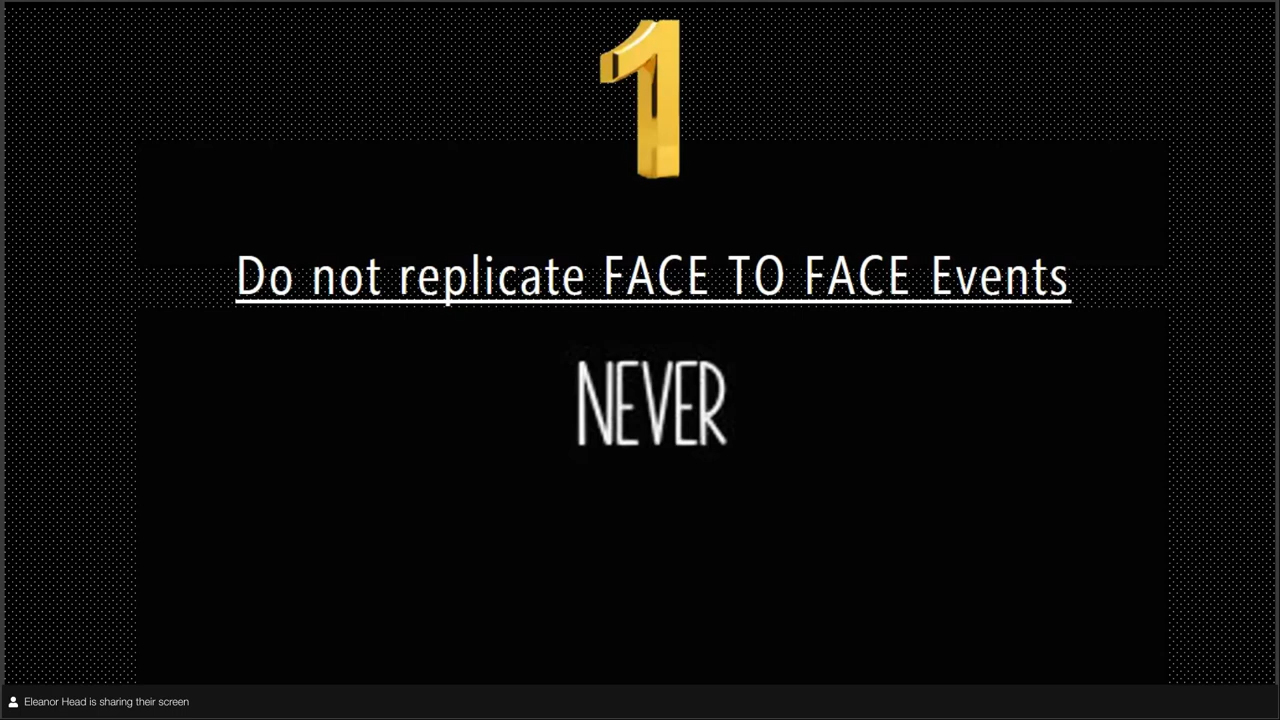 1
Do not replicate FACE TO FACE Events
NEVER
Eleanor Head is sharing their screen